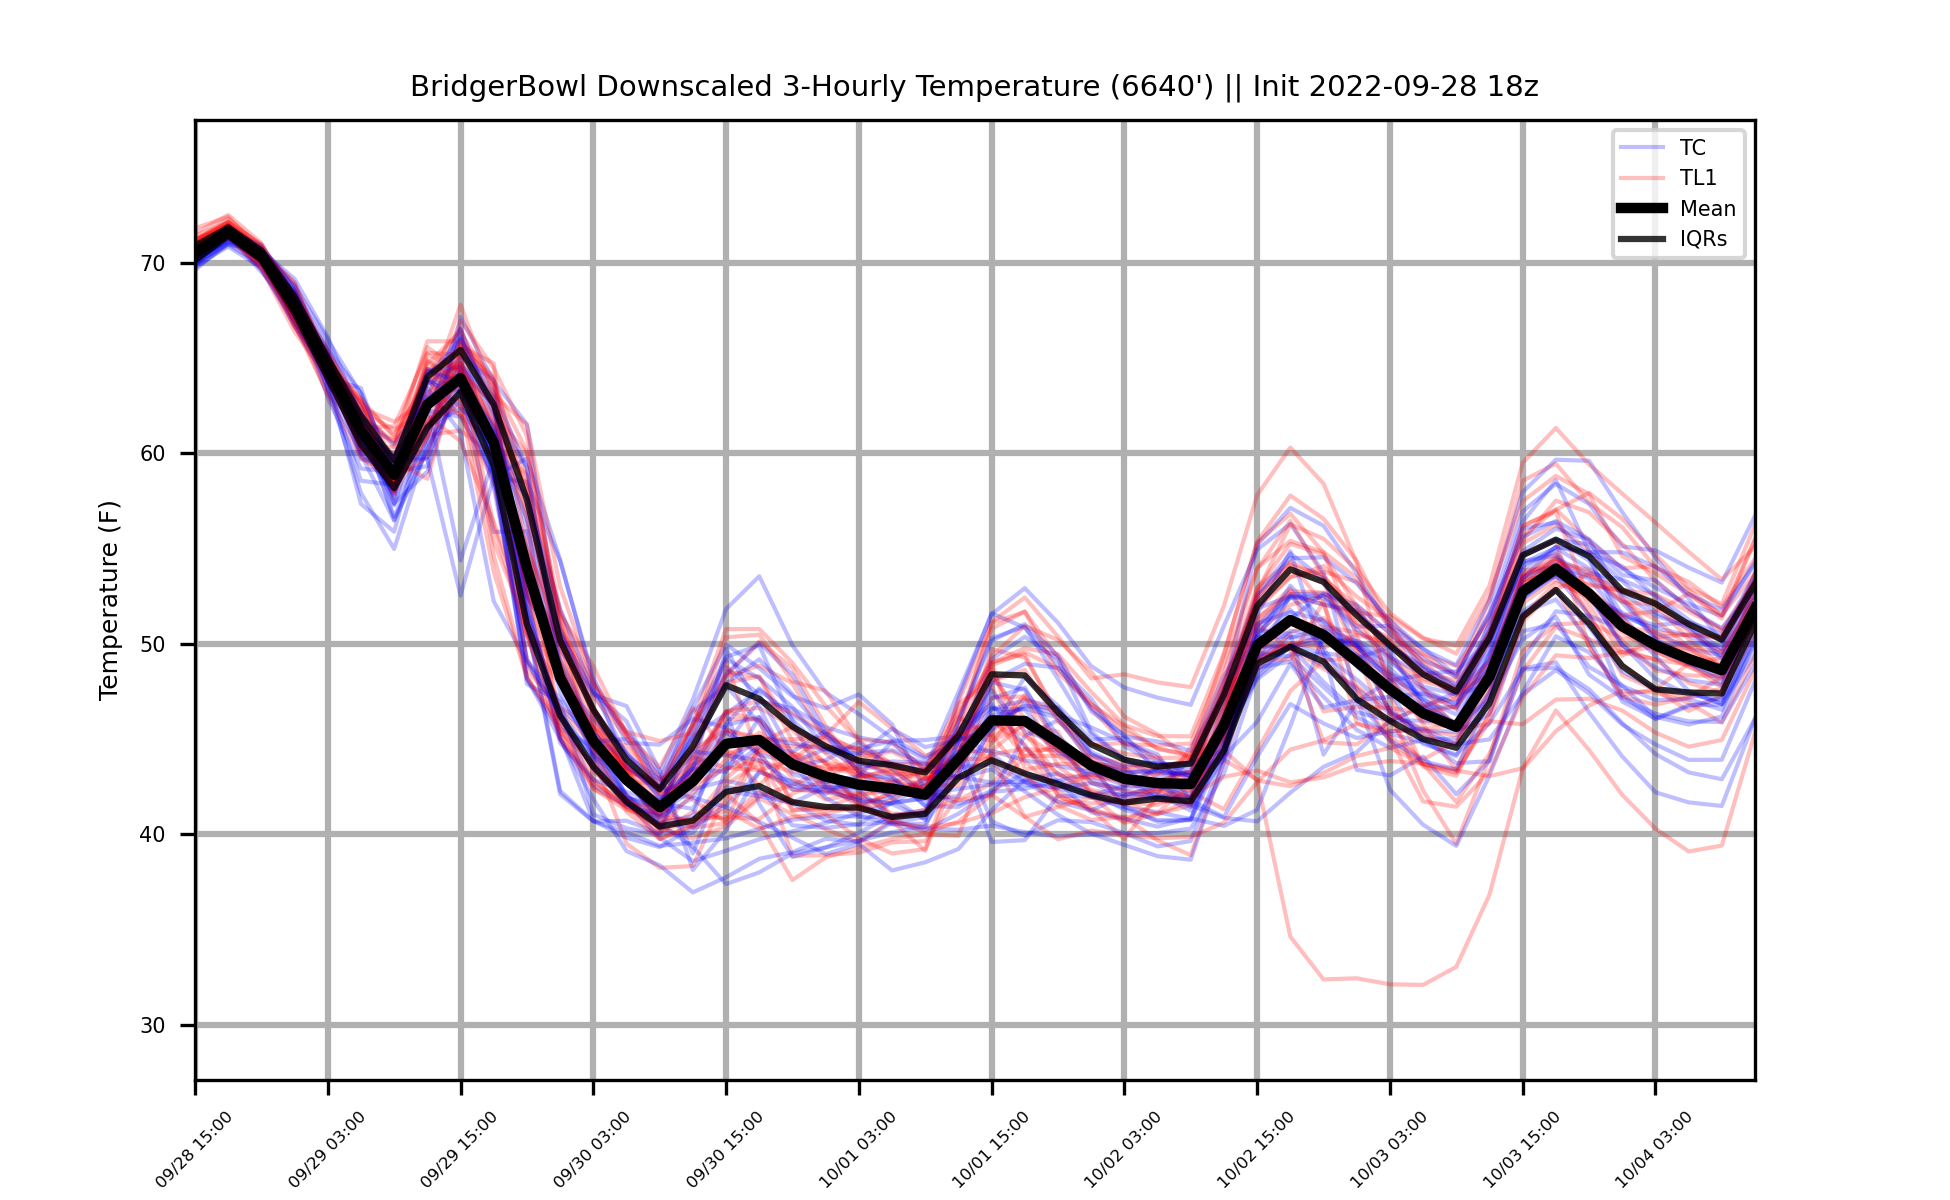 BridgerBowl Downscaled 3-Hourly Temperature (6640') || Init 2022-09-28 18z
TC
TL1
Mean
IQRs
Temperature (F)
70
60
50
40
30
09/28 15:00
09/29 03:00
09/29 15:00
09/30 03:00
09/30 15:00
10/01 03:00
10/01 15:00
10/02 03:00
10/02 15:00
10/03 03:00
10/03 15:00
10/04 03:00